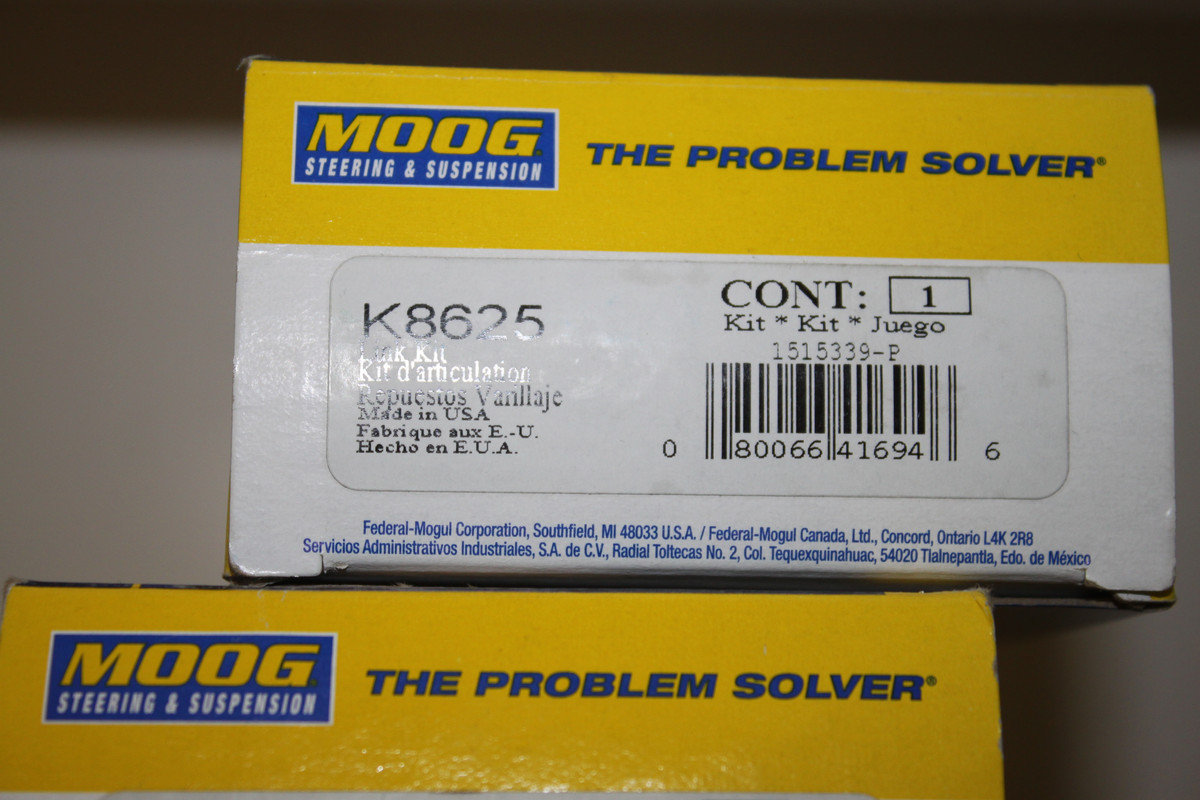 MOOG
STEERING & SUSPENSION
THE PROBLEM SOLVER®
K8625
Link Kit
Kit d'articulation
Repuestos Varillaje
Made in USA
Fabrique aux E.-U.
Hecho en E.U.A.
CONT: 1
Kit * Kit * Juego
1515339-P
0 80066 41694 6
Federal-Mogul Corporation, Southfield, MI 48033 U.S.A. / Federal-Mogul Canada, Ltd., Concord, Ontario L4K 2R8
Servicios Administrativos Industriales, S.A. de C.V., Radial Toltecas No. 2, Col. Tequexquinahuac, 54020 Tlalnepantla, Edo. de México
MOOG
STEERING & SUSPENSION
THE PROBLEM SOLVER®